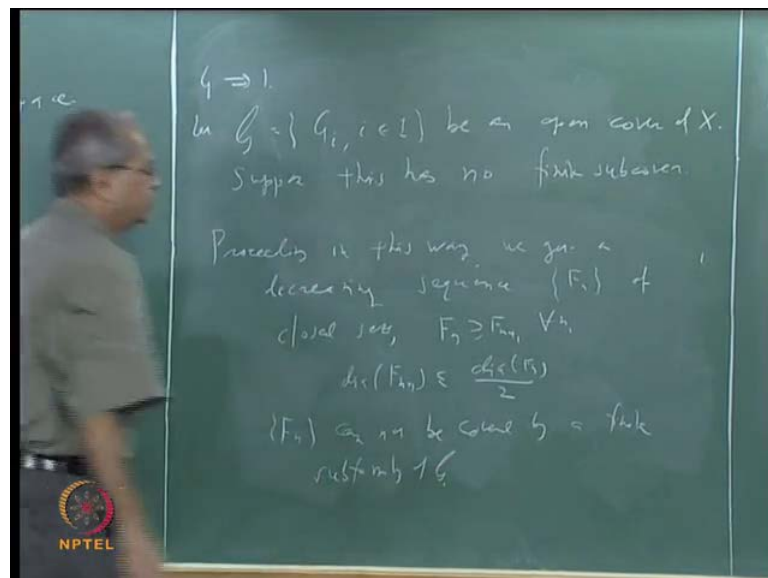 4 ⇒ 1.
space.
Let 𝒢 = { G_i, i ∈ I } be an open cover of X.
Suppose this has no finite subcover.
Proceeding in this way we get a
decreasing sequence {F_n} of
closed sets, F_n ⊇ F_{n+1} ∀n,
dia(F_{n+1}) ≤ dia(F_n)/2
{F_n} can not be covered by a finite
subfamily of 𝒢.
NPTEL